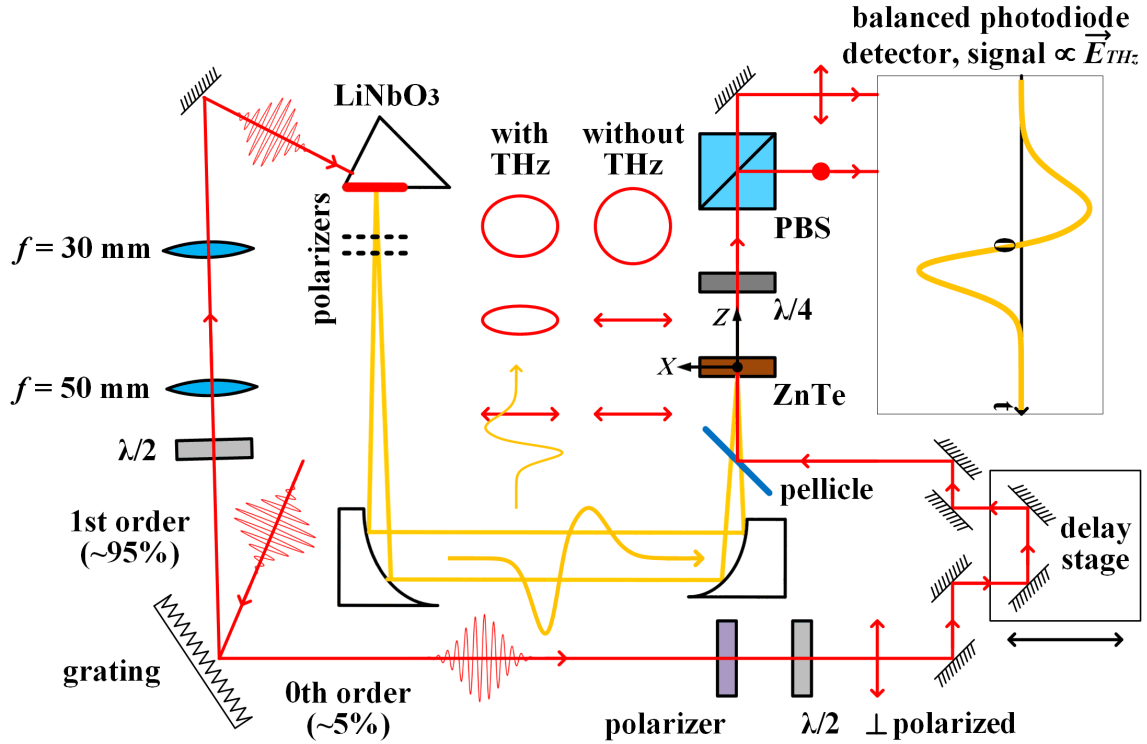 balanced photodiode
detector, signal ∝ E⃗THz
LiNbO3
with
THz
without
THz
polarizers
PBS
f = 30 mm
λ/4
Z
X
ZnTe
0
t
f = 50 mm
λ/2
pellicle
1st order
(~95%)
delay
stage
grating
0th order
(~5%)
polarizer
λ/2
⊥ polarized